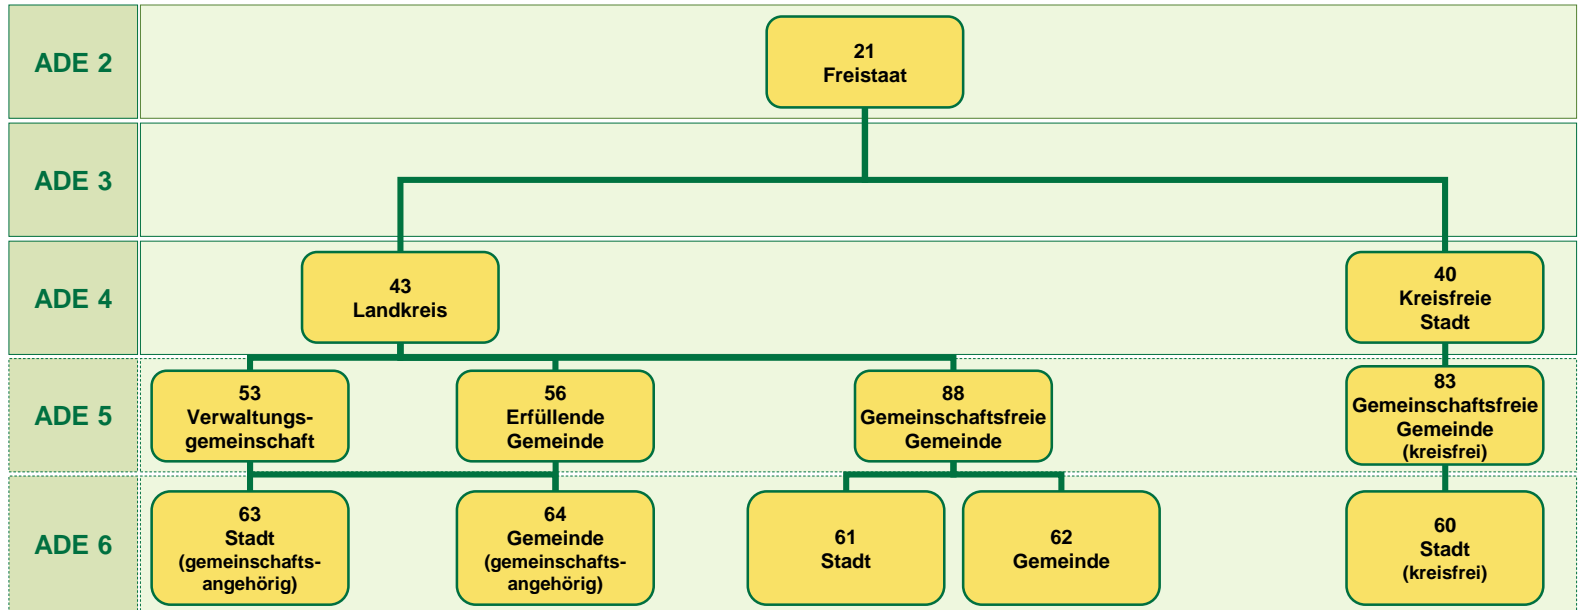 ADE 2
21
Freistaat
ADE 3
ADE 4
43
Landkreis
40
Kreisfreie
Stadt
ADE 5
53
Verwaltungs-
gemeinschaft
56
Erfüllende
Gemeinde
88
Gemeinschaftsfreie
Gemeinde
83
Gemeinschaftsfreie
Gemeinde
(kreisfrei)
ADE 6
63
Stadt
(gemeinschafts-
angehörig)
64
Gemeinde
(gemeinschafts-
angehörig)
61
Stadt
62
Gemeinde
60
Stadt
(kreisfrei)